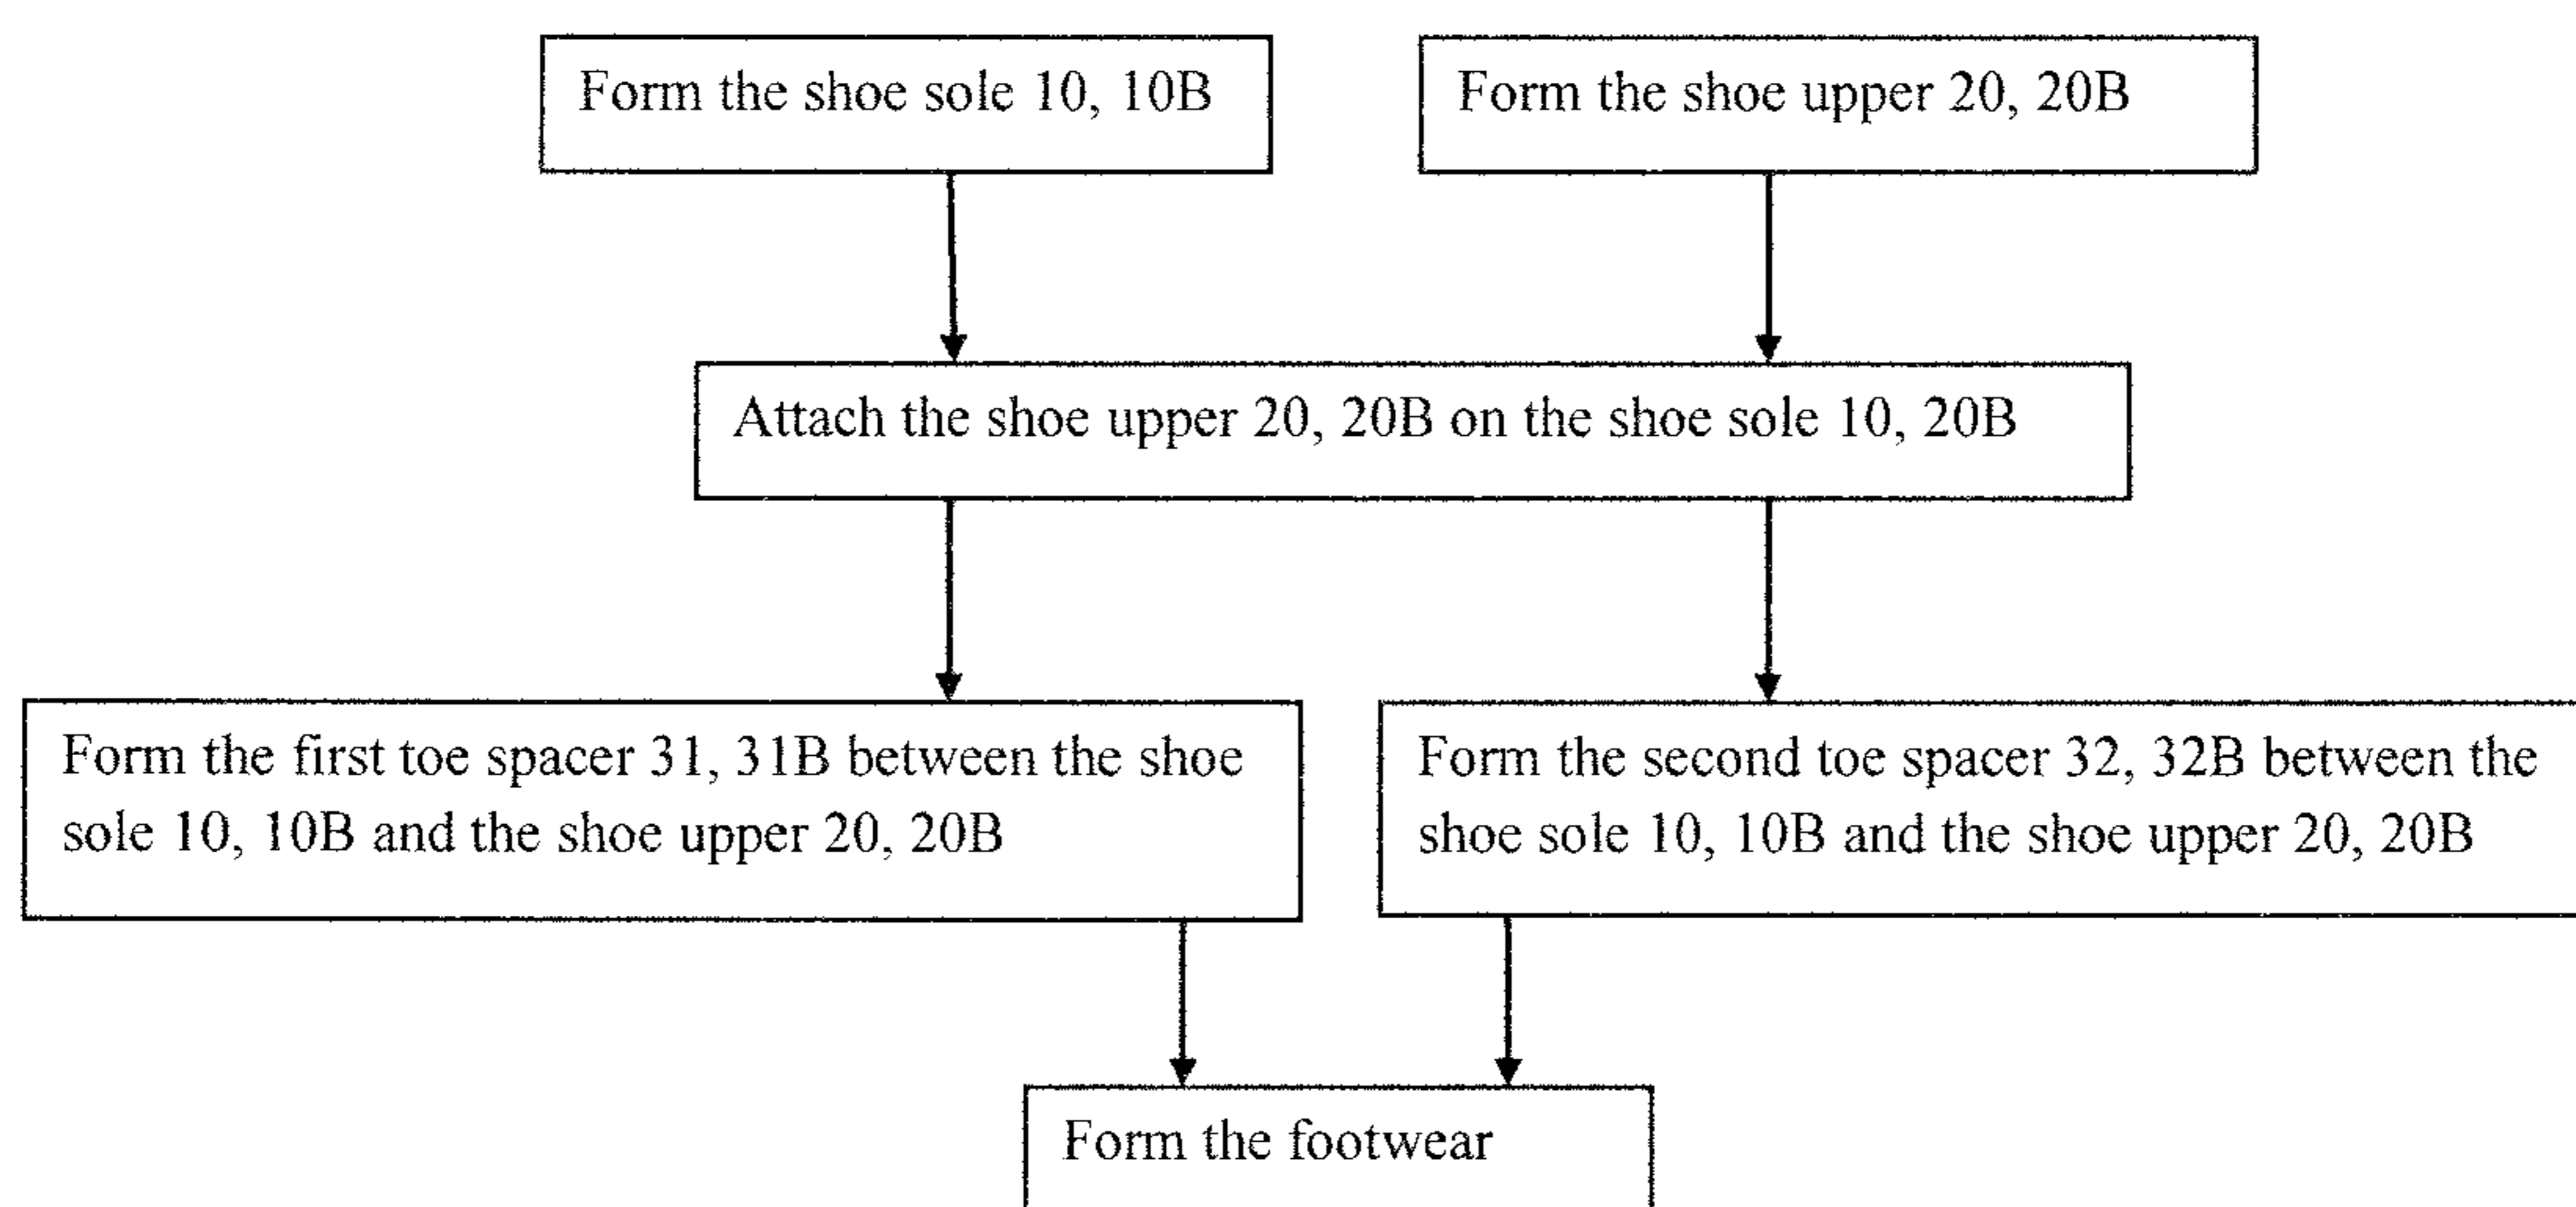 Form the shoe sole 10, 10B
Form the shoe upper 20, 20B
Attach the shoe upper 20, 20B on the shoe sole 10, 20B
Form the first toe spacer 31, 31B between the shoe
sole 10, 10B and the shoe upper 20, 20B
Form the second toe spacer 32, 32B between the
shoe sole 10, 10B and the shoe upper 20, 20B
Form the footwear